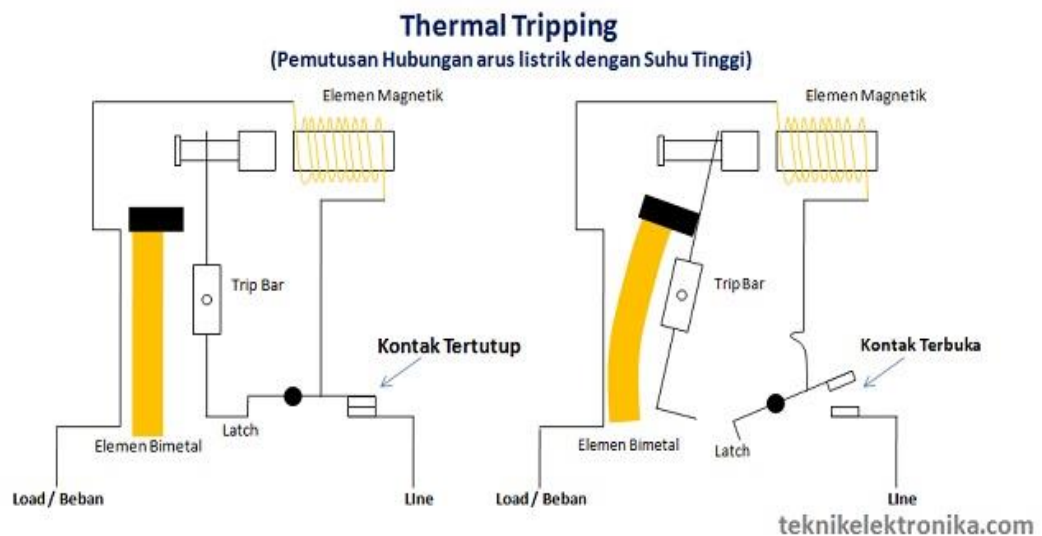 Thermal Tripping
(Pemutusan Hubungan arus listrik dengan Suhu Tinggi)
Elemen Magnetik
Trip Bar
Kontak Tertutup
Latch
Elemen Bimetal
Load / Beban
Line
Elemen Magnetik
Trip Bar
Kontak Terbuka
Latch
Elemen Bimetal
Load / Beban
Line
teknikelektronika.com